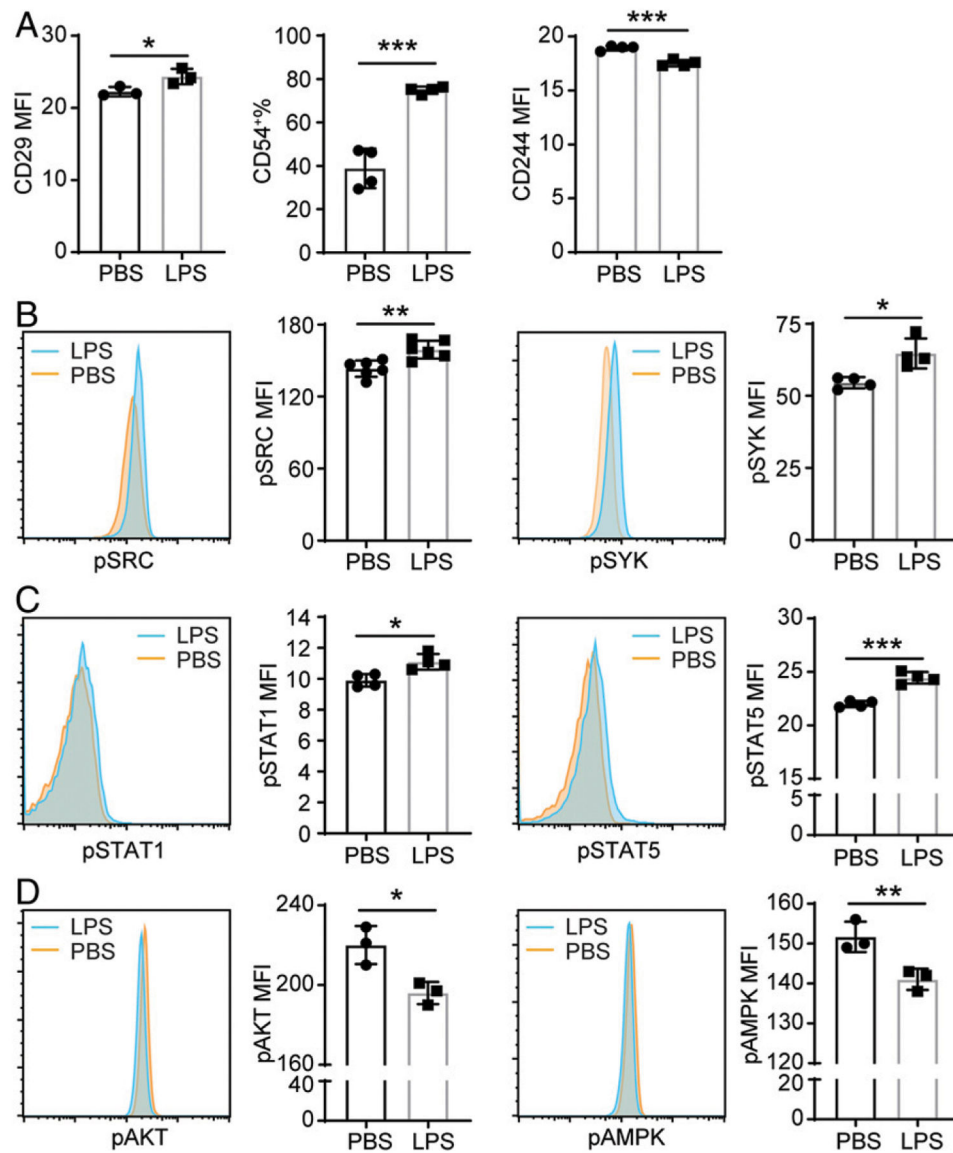 A
CD29 MFI
30
20
10
0
*
PBS LPS
CD54+%
100
80
60
40
20
0
***
PBS LPS
CD244 MFI
20
15
10
5
0
***
PBS LPS
B
LPS
PBS
pSRC
pSRC MFI
180
120
60
0
**
PBS LPS
LPS
PBS
pSYK
pSYK MFI
75
50
25
0
*
PBS LPS
C
LPS
PBS
pSTAT1
pSTAT1 MFI
14
12
10
8
6
4
2
0
*
PBS LPS
LPS
PBS
pSTAT5
pSTAT5 MFI
30
25
20
15
5
0
***
PBS LPS
D
LPS
PBS
pAKT
pAKT MFI
240
200
160
40
0
*
PBS LPS
LPS
PBS
pAMPK
pAMPK MFI
160
150
140
130
120
20
0
**
PBS LPS